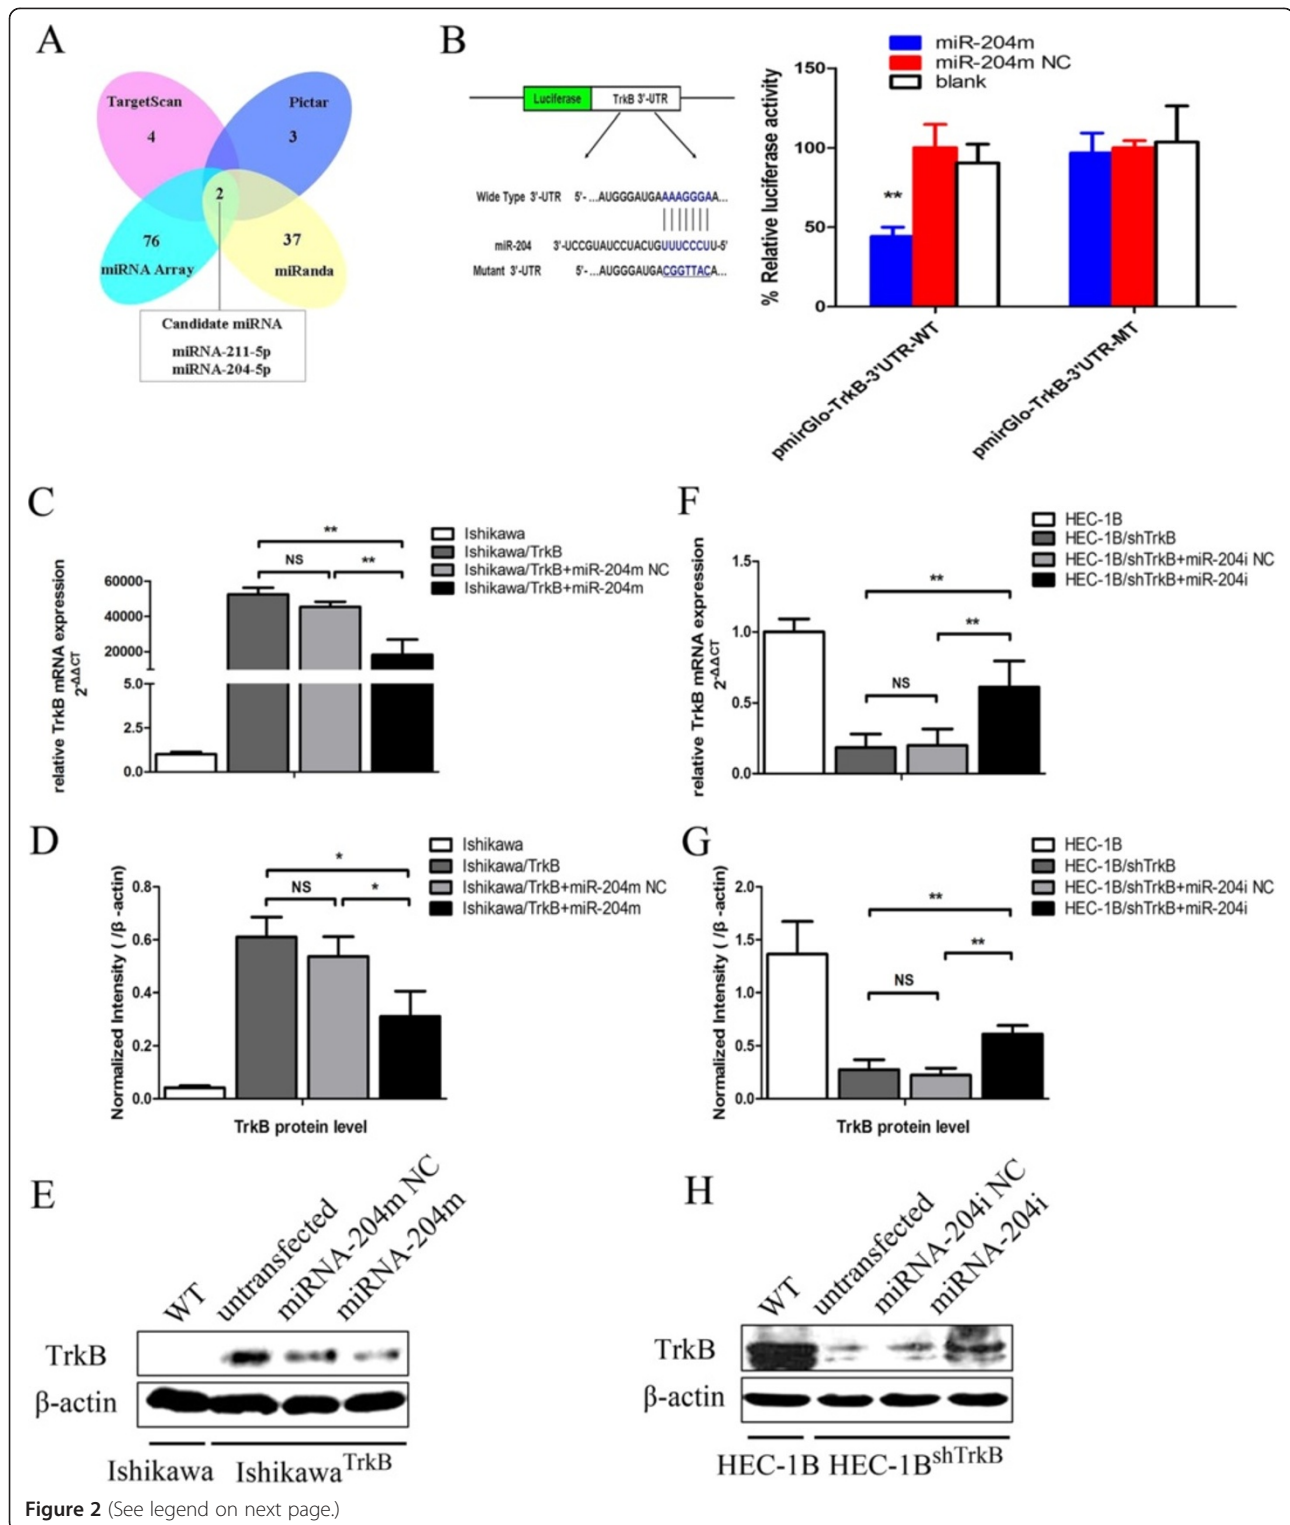 A
TargetScan
4
Pictar
3
2
76
miRNA Array
37
miRanda
Candidate miRNA
miRNA-211-5p
miRNA-204-5p
B
Luciferase
TrkB 3'-UTR
Wide Type 3'-UTR 5'- ...AUGGGAUGAAAAGGGAA...
miR-204 3'-UCCGUAUCCUACUGUUUCCCUU-5'
Mutant 3'-UTR 5'- ...AUGGGAUGACGGTTACA...
miR-204m
miR-204m NC
blank
% Relative luciferase activity
150
100
50
0
**
pmirGlo-TrkB-3'UTR-WT
pmirGlo-TrkB-3'UTR-MT
C
Ishikawa
Ishikawa/TrkB
Ishikawa/TrkB+miR-204m NC
Ishikawa/TrkB+miR-204m
relative TrkB mRNA expression
2-ΔΔCT
60000
40000
20000
5.0
2.5
0.0
**
NS
**
F
HEC-1B
HEC-1B/shTrkB
HEC-1B/shTrkB+miR-204i NC
HEC-1B/shTrkB+miR-204i
relative TrkB mRNA expression
2-ΔΔCT
1.5
1.0
0.5
0.0
**
**
NS
D
Ishikawa
Ishikawa/TrkB
Ishikawa/TrkB+miR-204m NC
Ishikawa/TrkB+miR-204m
Normalized Intensity ( /β -actin)
0.8
0.6
0.4
0.2
0.0
*
NS
*
TrkB protein level
G
HEC-1B
HEC-1B/shTrkB
HEC-1B/shTrkB+miR-204i NC
HEC-1B/shTrkB+miR-204i
Normalized Intensity ( /β -actin)
2.0
1.5
1.0
0.5
0.0
**
**
NS
TrkB protein level
E
WT
untransfected
miRNA-204m NC
miRNA-204m
TrkB
β-actin
Ishikawa
Ishikawa TrkB
H
WT
untransfected
miRNA-204i NC
miRNA-204i
TrkB
β-actin
HEC-1B
HEC-1B shTrkB
Figure 2 (See legend on next page.)